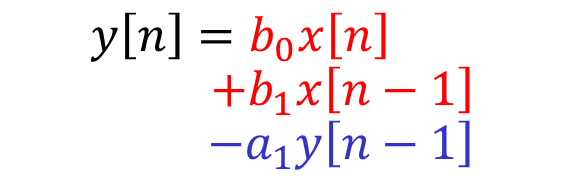 y[n] = b₀x[n]
+b₁x[n − 1]
−a₁y[n − 1]